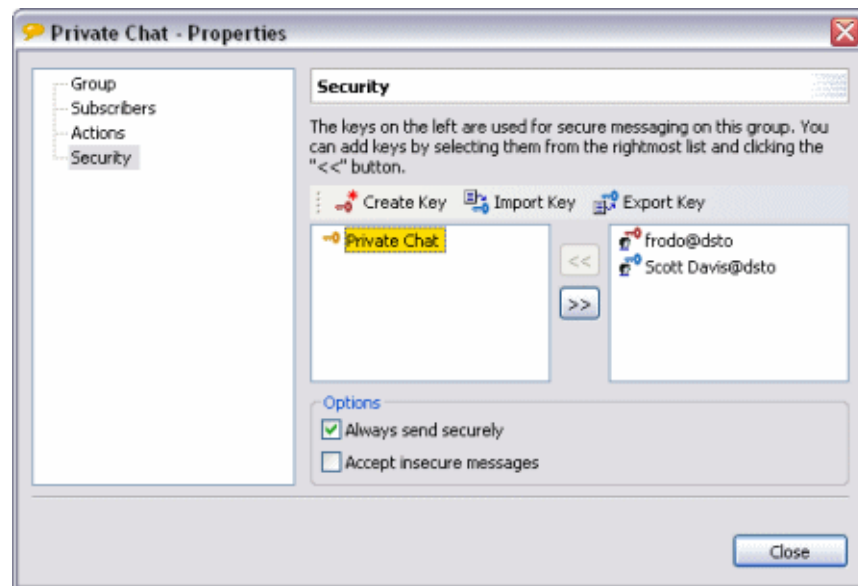 Private Chat - Properties
Group
Subscribers
Actions
Security
Security
The keys on the left are used for secure messaging on this group. You
can add keys by selecting them from the rightmost list and clicking the
"<<" button.
Create Key Import Key Export Key
Private Chat
<<
>>
frodo@dsto
Scott Davis@dsto
Options
Always send securely
Accept insecure messages
Close